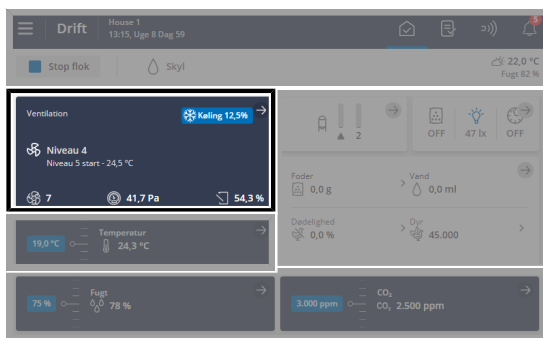 Drift
House 1
13:15, Uge 8 Dag 59
5
Stop flok
Skyl
22,0 °C
Fugt 82 %
Ventilation
Køling 12,5%
Niveau 4
Niveau 5 start - 24,5 °C
7
41,7 Pa
54,3 %
2
OFF
47 lx
OFF
Foder
0,0 g
Vand
0,0 ml
Dødelighed
0,0 %
Dyr
45.000
19,0 °C
Temperatur
24,3 °C
75 %
Fugt
78 %
3.000 ppm
CO₂
CO₂ 2.500 ppm